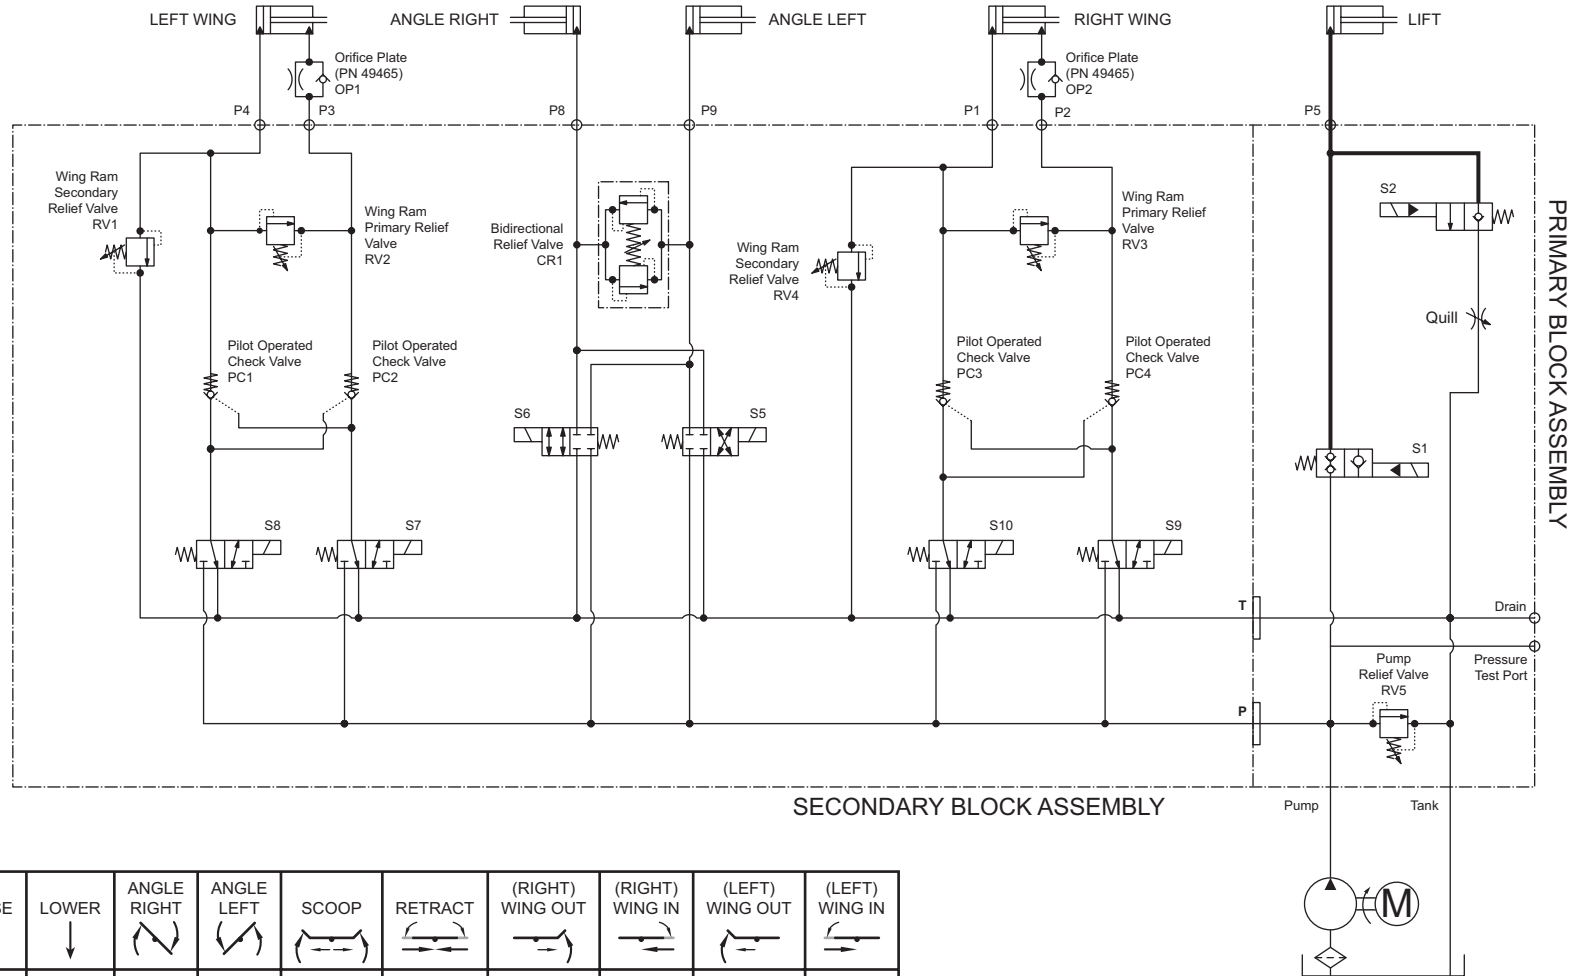 LEFT WING
ANGLE RIGHT
ANGLE LEFT
RIGHT WING
LIFT
Orifice Plate
(PN 49465)
OP1
Orifice Plate
(PN 49465)
OP2
P4
P3
P8
P9
P1
P2
P5
Wing Ram
Secondary
Relief Valve
RV1
Wing Ram
Primary Relief
Valve
RV2
Bidirectional
Relief Valve
CR1
Wing Ram
Secondary
Relief Valve
RV4
Wing Ram
Primary Relief
Valve
RV3
S2
Quill
PRIMARY BLOCK ASSEMBLY
Pilot Operated
Check Valve
PC1
Pilot Operated
Check Valve
PC2
Pilot Operated
Check Valve
PC3
Pilot Operated
Check Valve
PC4
S6
S5
S1
S8
S7
S10
S9
T
Drain
Pressure
Test Port
Pump
Relief Valve
RV5
P
SECONDARY BLOCK ASSEMBLY
Pump
Tank
M
SE
LOWER
ANGLE
RIGHT
ANGLE
LEFT
SCOOP
RETRACT
(RIGHT)
WING OUT
(RIGHT)
WING IN
(LEFT)
WING OUT
(LEFT)
WING IN